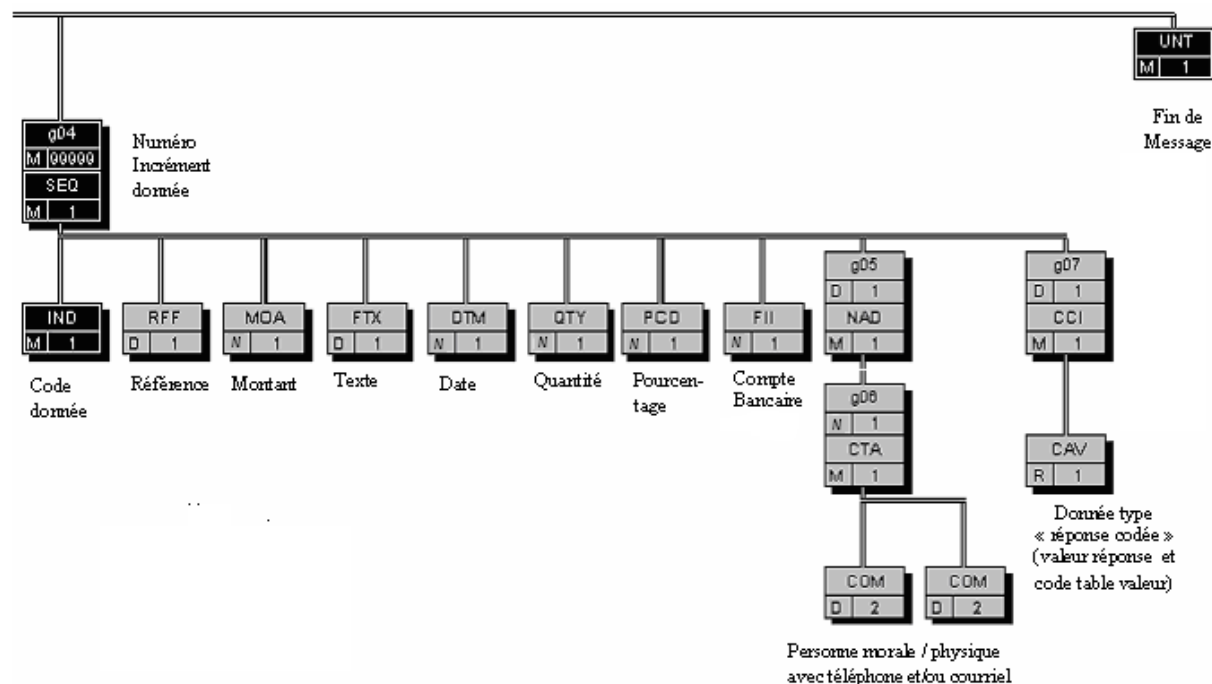 UNT
M 1
Fin de
Message
g04
M 99999
SEQ
M 1
Numéro
Incrément
donnée
IND
M 1
Code
donnée
RFF
D 1
Référence
MOA
N 1
Montant
FTX
D 1
Texte
DTM
N 1
Date
QTY
N 1
Quantité
PCD
N 1
Pourcen-
tage
FII
N 1
Compte
Bancaire
g05
D 1
NAD
M 1
g06
N 1
CTA
M 1
COM
D 2
COM
D 2
Personne morale / physique
avec téléphone et/ou courriel
g07
D 1
CCI
M 1
CAV
R 1
Donnée type
« réponse codée »
(valeur réponse et
code table valeur)